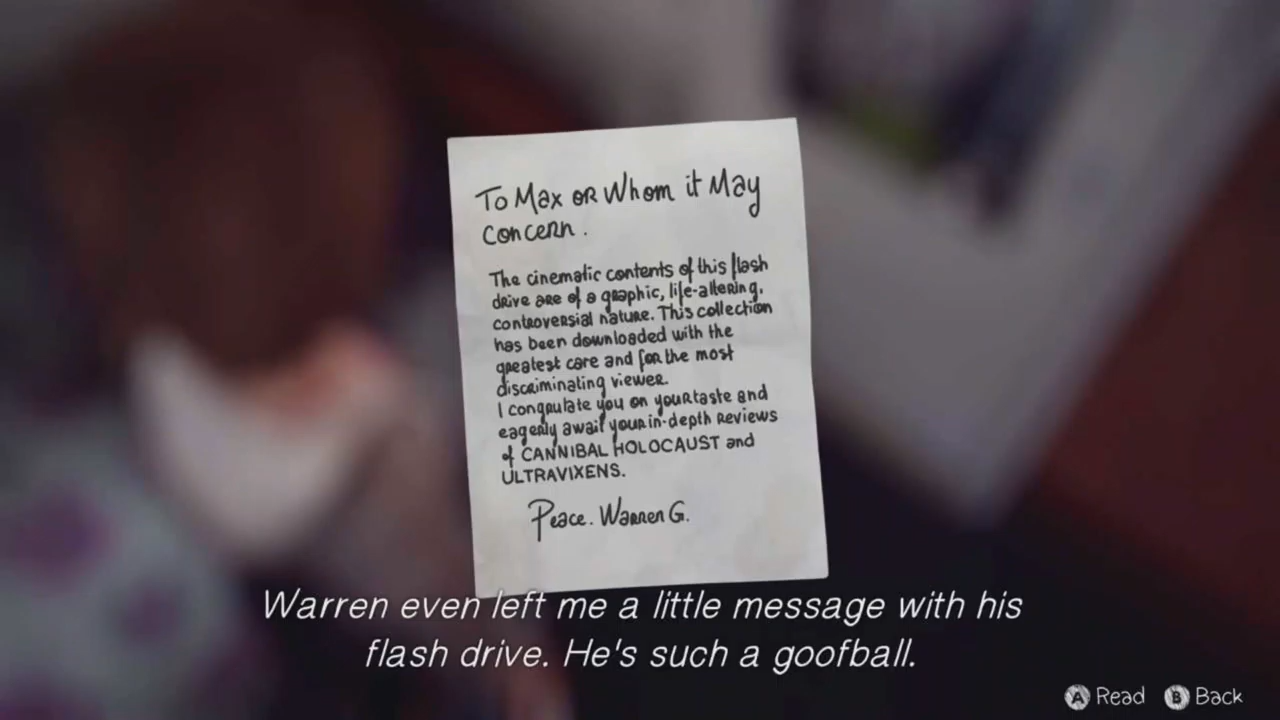 To Max or Whom it May
Concern.
The cinematic contents of this flash
drive are of a graphic, life-altering,
controversial nature. This collection
has been downloaded with the
greatest care and for the most
discriminating viewer.
I congrulate you on your taste and
eagerly await your in-depth Reviews
of CANNIBAL HOLOCAUST and
ULTRAVIXENS.
Peace. Warren G.
Warren even left me a little message with his
flash drive. He's such a goofball.
A Read B Back